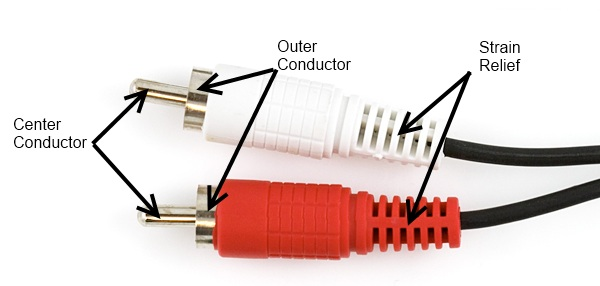 Outer
Conductor
Strain
Relief
Center
Conductor